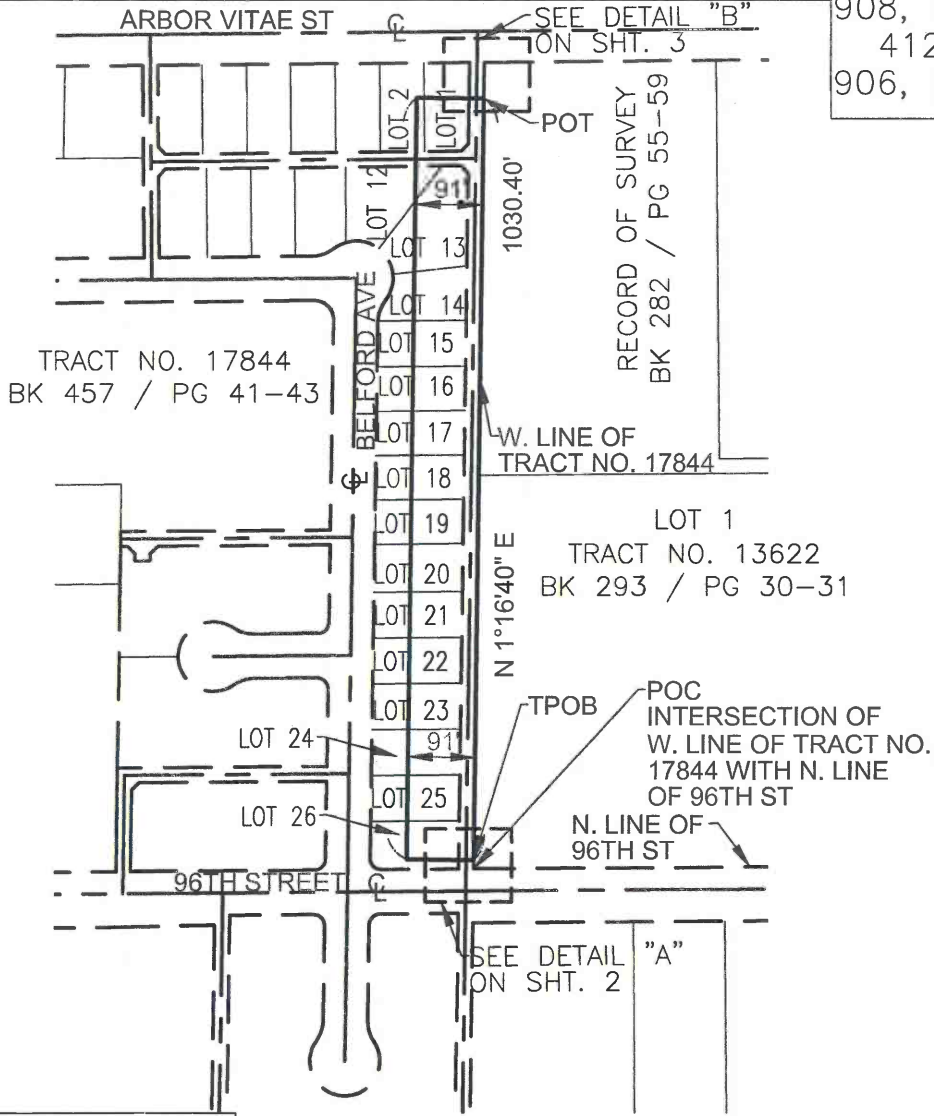 ARBOR VITAE ST
CL
SEE DETAIL "B"
ON SHT. 3
908,
412
906,
LOT 2
LOT 1
POT
RECORD OF SURVEY
BK 282 / PG 55-59
1030.40'
LOT 12
91'
LOT 13
LOT 14
BELFORD AVE
TRACT NO. 17844
BK 457 / PG 41-43
LOT 15
LOT 16
LOT 17
W. LINE OF
TRACT NO. 17844
LOT 18
CL
LOT 19
LOT 1
TRACT NO. 13622
BK 293 / PG 30-31
N 1°16'40" E
LOT 20
LOT 21
LOT 22
LOT 23
TPOB
POC
INTERSECTION OF
W. LINE OF TRACT NO.
17844 WITH N. LINE
OF 96TH ST
LOT 24
91'
LOT 25
LOT 26
N. LINE OF
96TH ST
96TH STREET
CL
SEE DETAIL "A"
ON SHT. 2